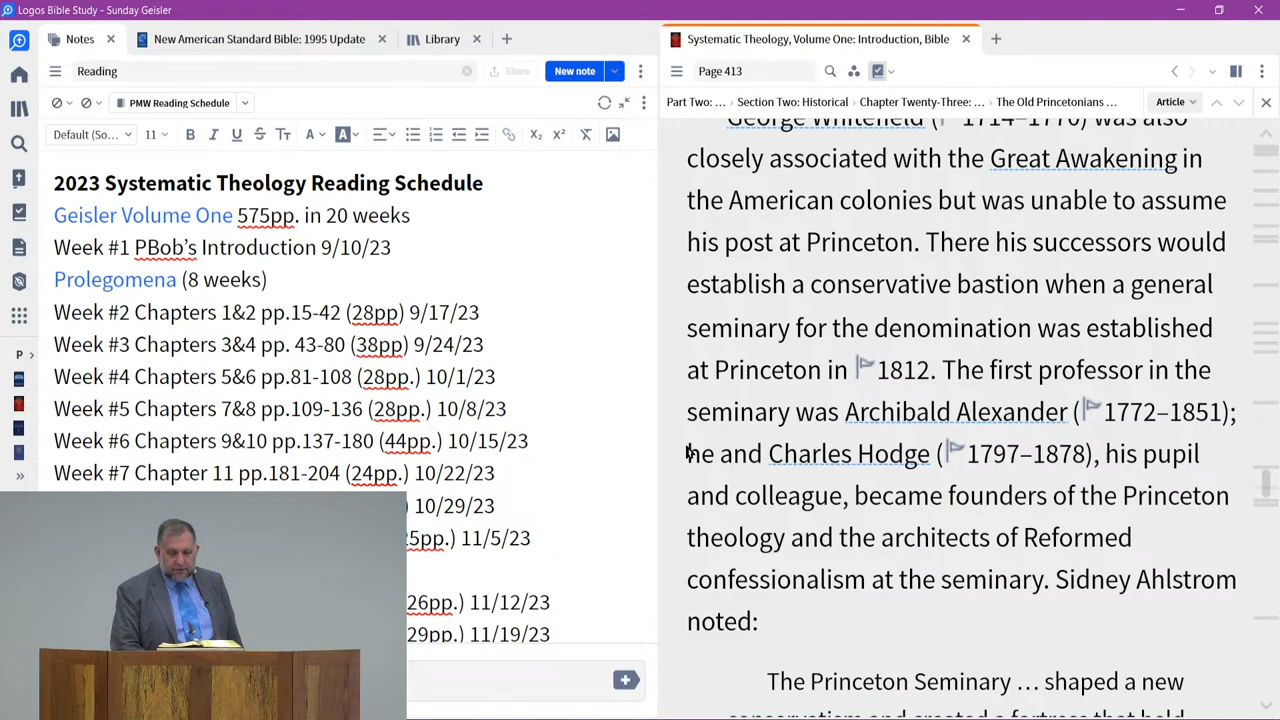 Logos Bible Study - Sunday Geisler
Notes
New American Standard Bible: 1995 Update
Library
Reading
Share
New note
PMW Reading Schedule
Default (So...
11
2023 Systematic Theology Reading Schedule
Geisler Volume One 575pp. in 20 weeks
Week #1 PBob’s Introduction 9/10/23
Prolegomena (8 weeks)
Week #2 Chapters 1&2 pp.15-42 (28pp) 9/17/23
Week #3 Chapters 3&4 pp. 43-80 (38pp) 9/24/23
Week #4 Chapters 5&6 pp.81-108 (28pp.) 10/1/23
Week #5 Chapters 7&8 pp.109-136 (28pp.) 10/8/23
Week #6 Chapters 9&10 pp.137-180 (44pp.) 10/15/23
Week #7 Chapter 11 pp.181-204 (24pp.) 10/22/23
) 10/29/23
5pp.) 11/5/23
26pp.) 11/12/23
29pp.) 11/19/23
P
Systematic Theology, Volume One: Introduction, Bible
Page 413
Part Two: ... › Section Two: Historical › Chapter Twenty-Three: ... › The Old Princetonians ...
Article
George Whitefield (1714–1770) was also
closely associated with the Great Awakening in
the American colonies but was unable to assume
his post at Princeton. There his successors would
establish a conservative bastion when a general
seminary for the denomination was established
at Princeton in 1812. The first professor in the
seminary was Archibald Alexander (1772–1851);
he and Charles Hodge (1797–1878), his pupil
and colleague, became founders of the Princeton
theology and the architects of Reformed
confessionalism at the seminary. Sidney Ahlstrom
noted:
The Princeton Seminary … shaped a new
conservatism and created a fortress that held